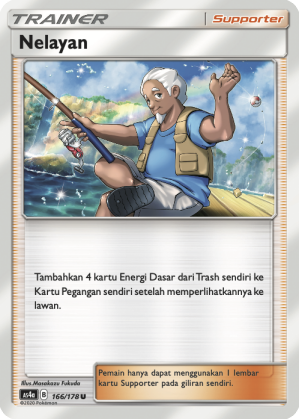 TRAINER
Supporter
Nelayan
Tambahkan 4 kartu Energi Dasar dari Trash sendiri ke
Kartu Pegangan sendiri setelah memperlihatkannya ke
lawan.
Illus.Masakazu Fukuda
AS4a B 166/178 U
©2020 Pokémon
Pemain hanya dapat menggunakan 1 lembar
kartu Supporter pada giliran sendiri.